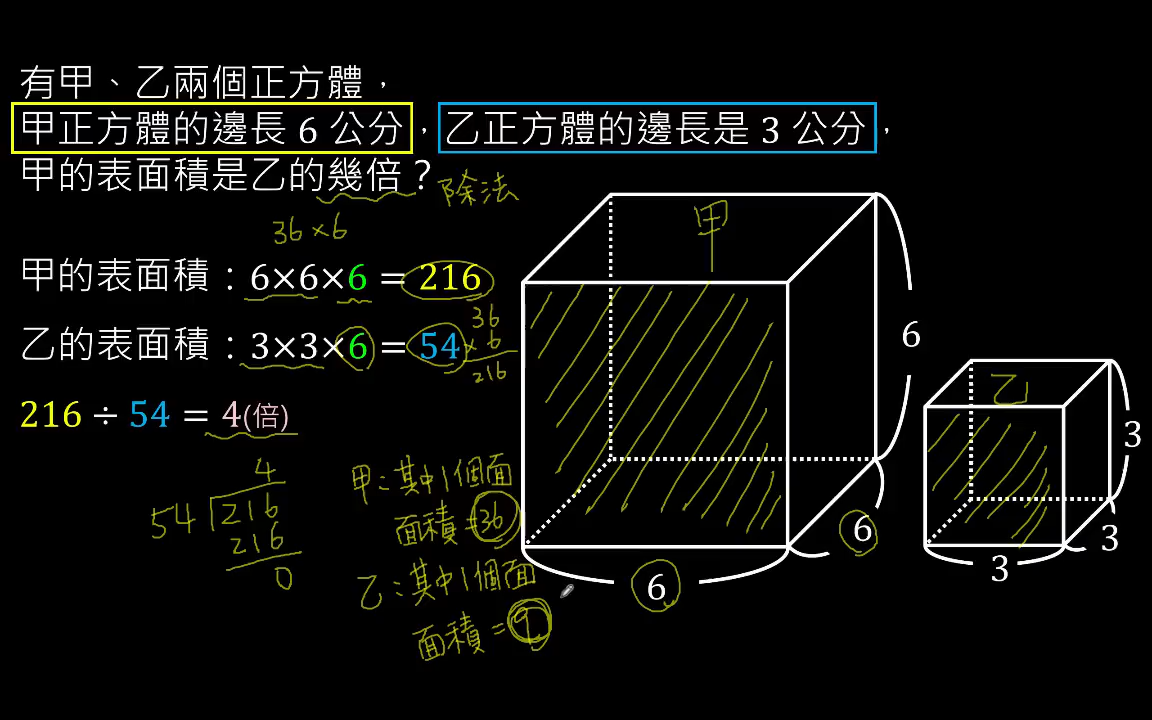 有甲、乙兩個正方體，
甲正方體的邊長 6 公分，乙正方體的邊長是 3 公分，
甲的表面積是乙的幾倍？
除法
36×6
甲的表面積：6×6×6 = 216
乙的表面積：3×3×6 = 54
36
× 6
216
216 ÷ 54 = 4(倍)
4
54 216
216
0
甲：其中1個面
面積=36
乙：其中1個面
面積=9
甲
6
6
6
乙
3
3
3